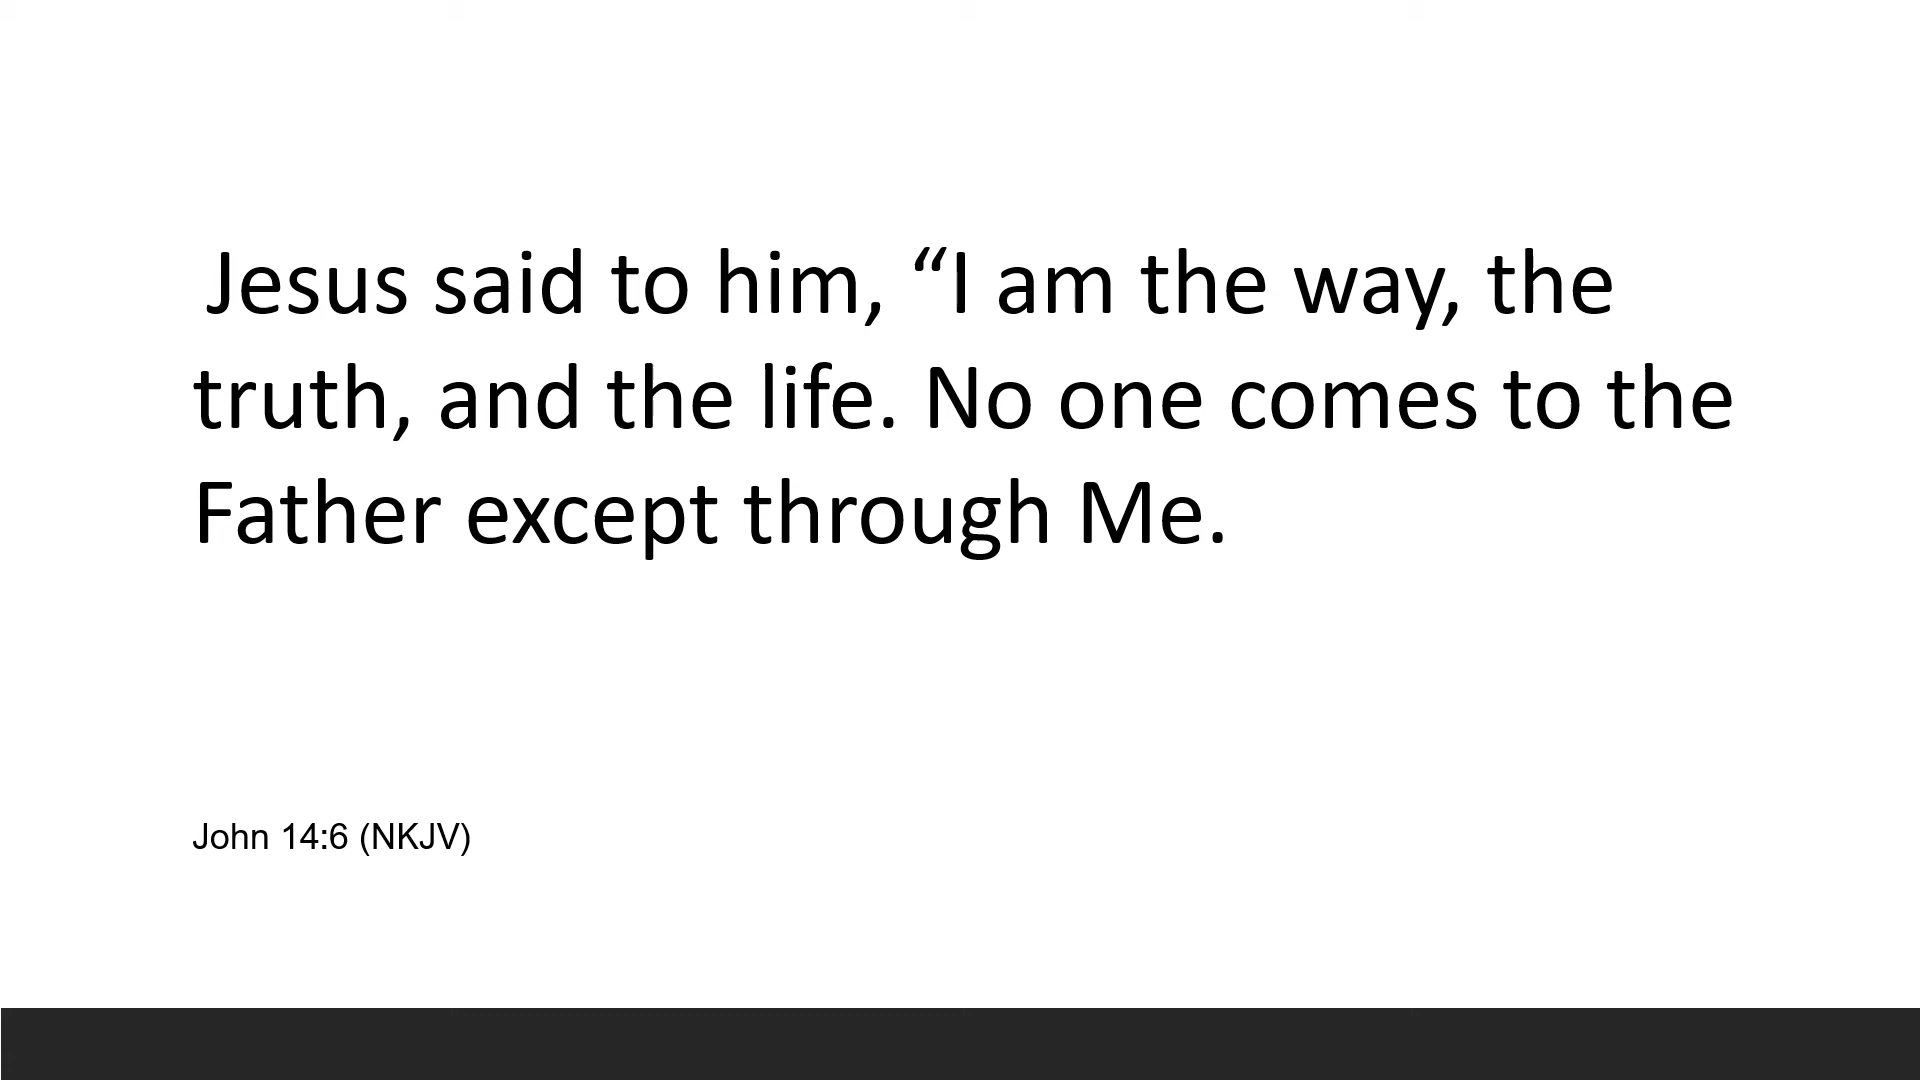 Jesus said to him, “I am the way, the
truth, and the life. No one comes to the
Father except through Me.
John 14:6 (NKJV)